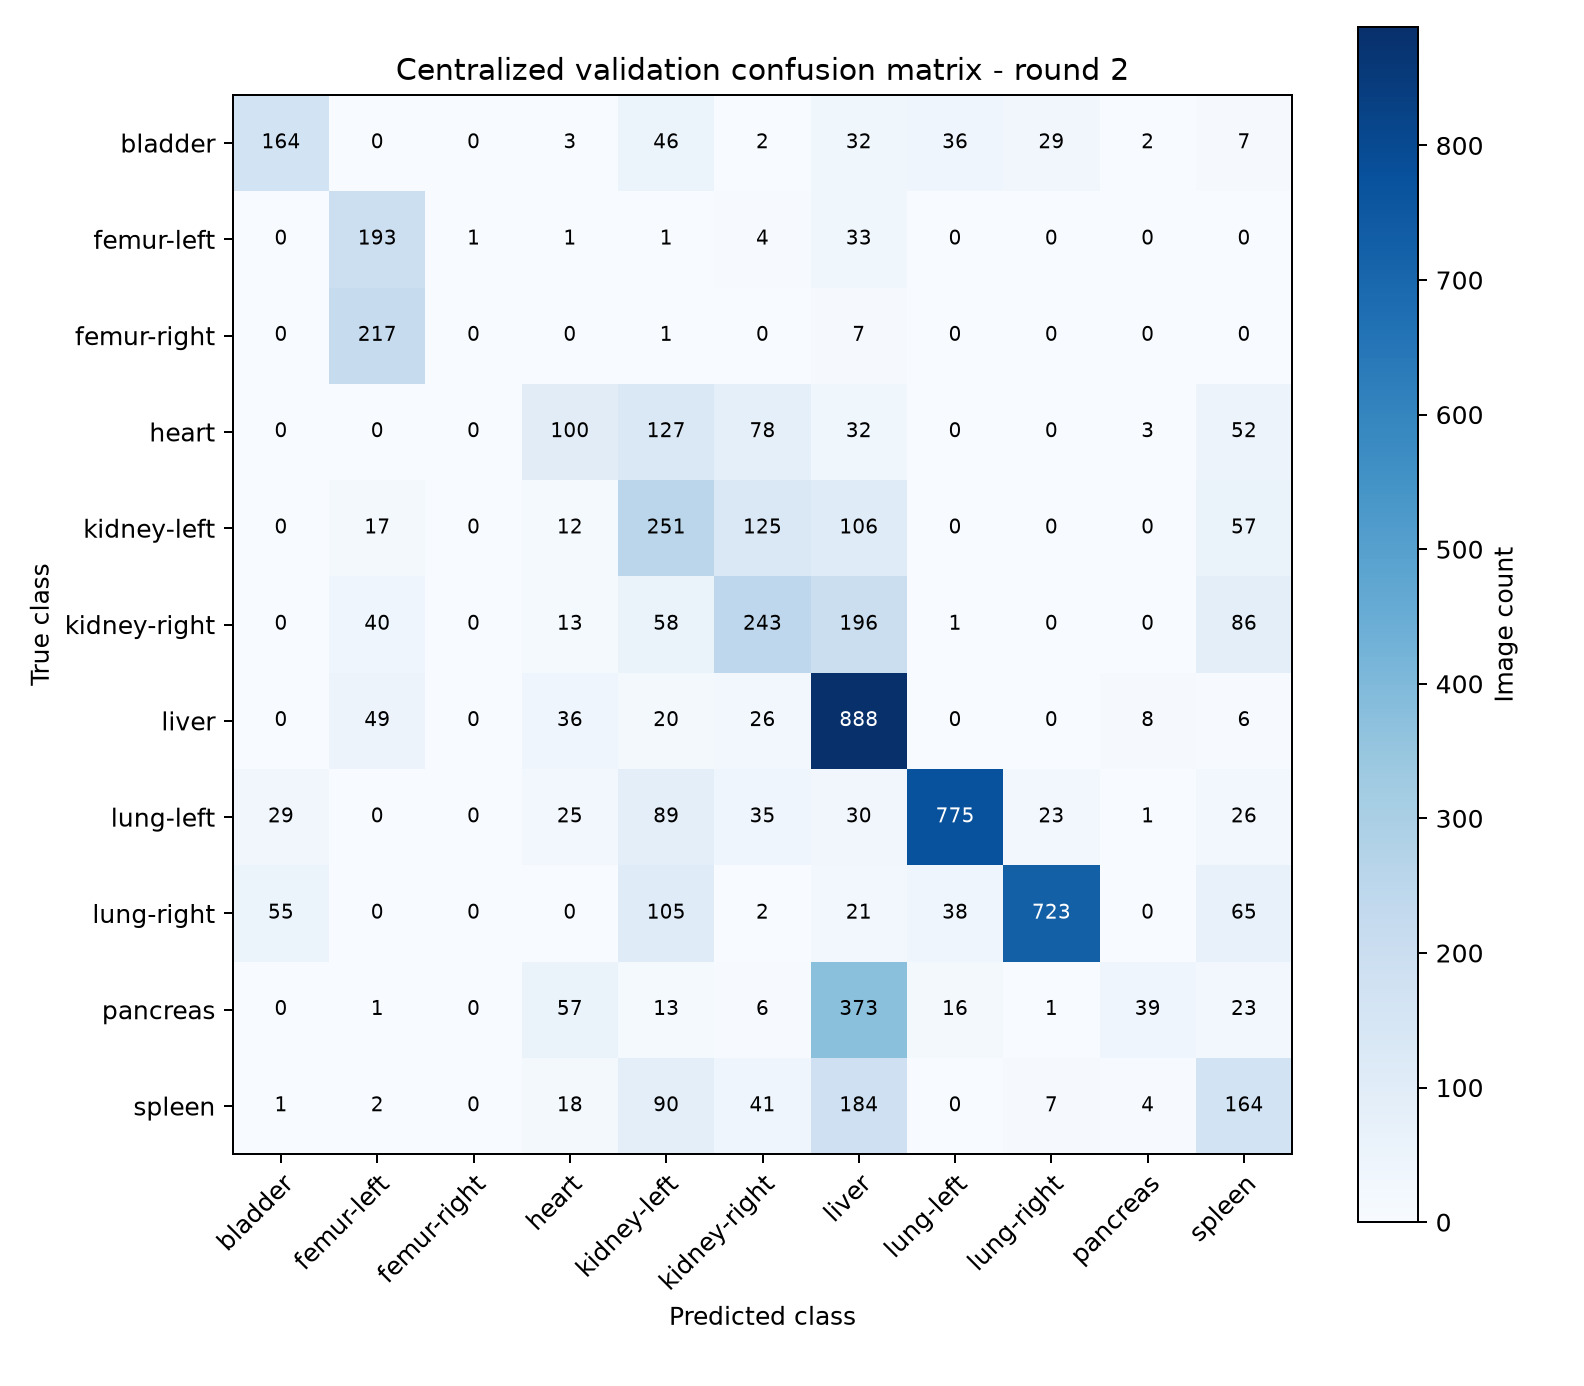 Centralized validation confusion matrix - round 2
bladder 164 0 0 3 46 2 32 36 29 2 7
femur-left 0 193 1 1 1 4 33 0 0 0 0
femur-right 0 217 0 0 1 0 7 0 0 0 0
heart 0 0 0 100 127 78 32 0 0 3 52
kidney-left 0 17 0 12 251 125 106 0 0 0 57
kidney-right 0 40 0 13 58 243 196 1 0 0 86
liver 0 49 0 36 20 26 888 0 0 8 6
lung-left 29 0 0 25 89 35 30 775 23 1 26
lung-right 55 0 0 0 105 2 21 38 723 0 65
pancreas 0 1 0 57 13 6 373 16 1 39 23
spleen 1 2 0 18 90 41 184 0 7 4 164
bladder femur-left femur-right heart kidney-left kidney-right liver lung-left lung-right pancreas spleen
Predicted class
True class
800
700
600
500
400
300
200
100
0
Image count